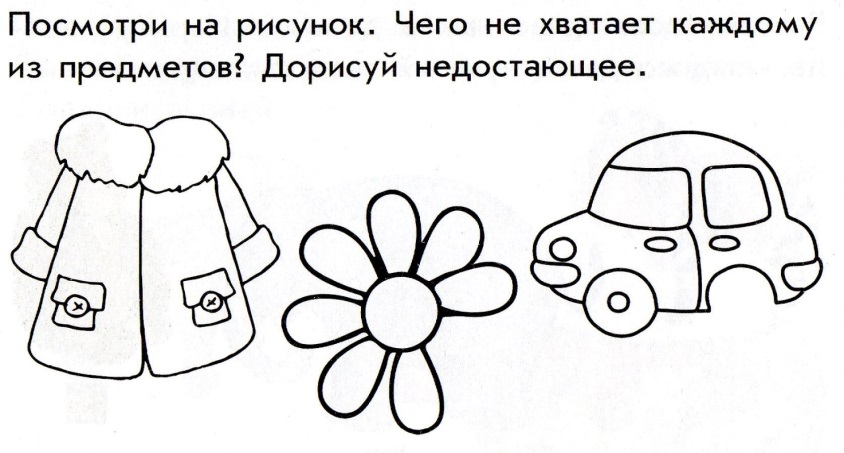 Посмотри на рисунок. Чего не хватает каждому
из предметов? Дорисуй недостающее.